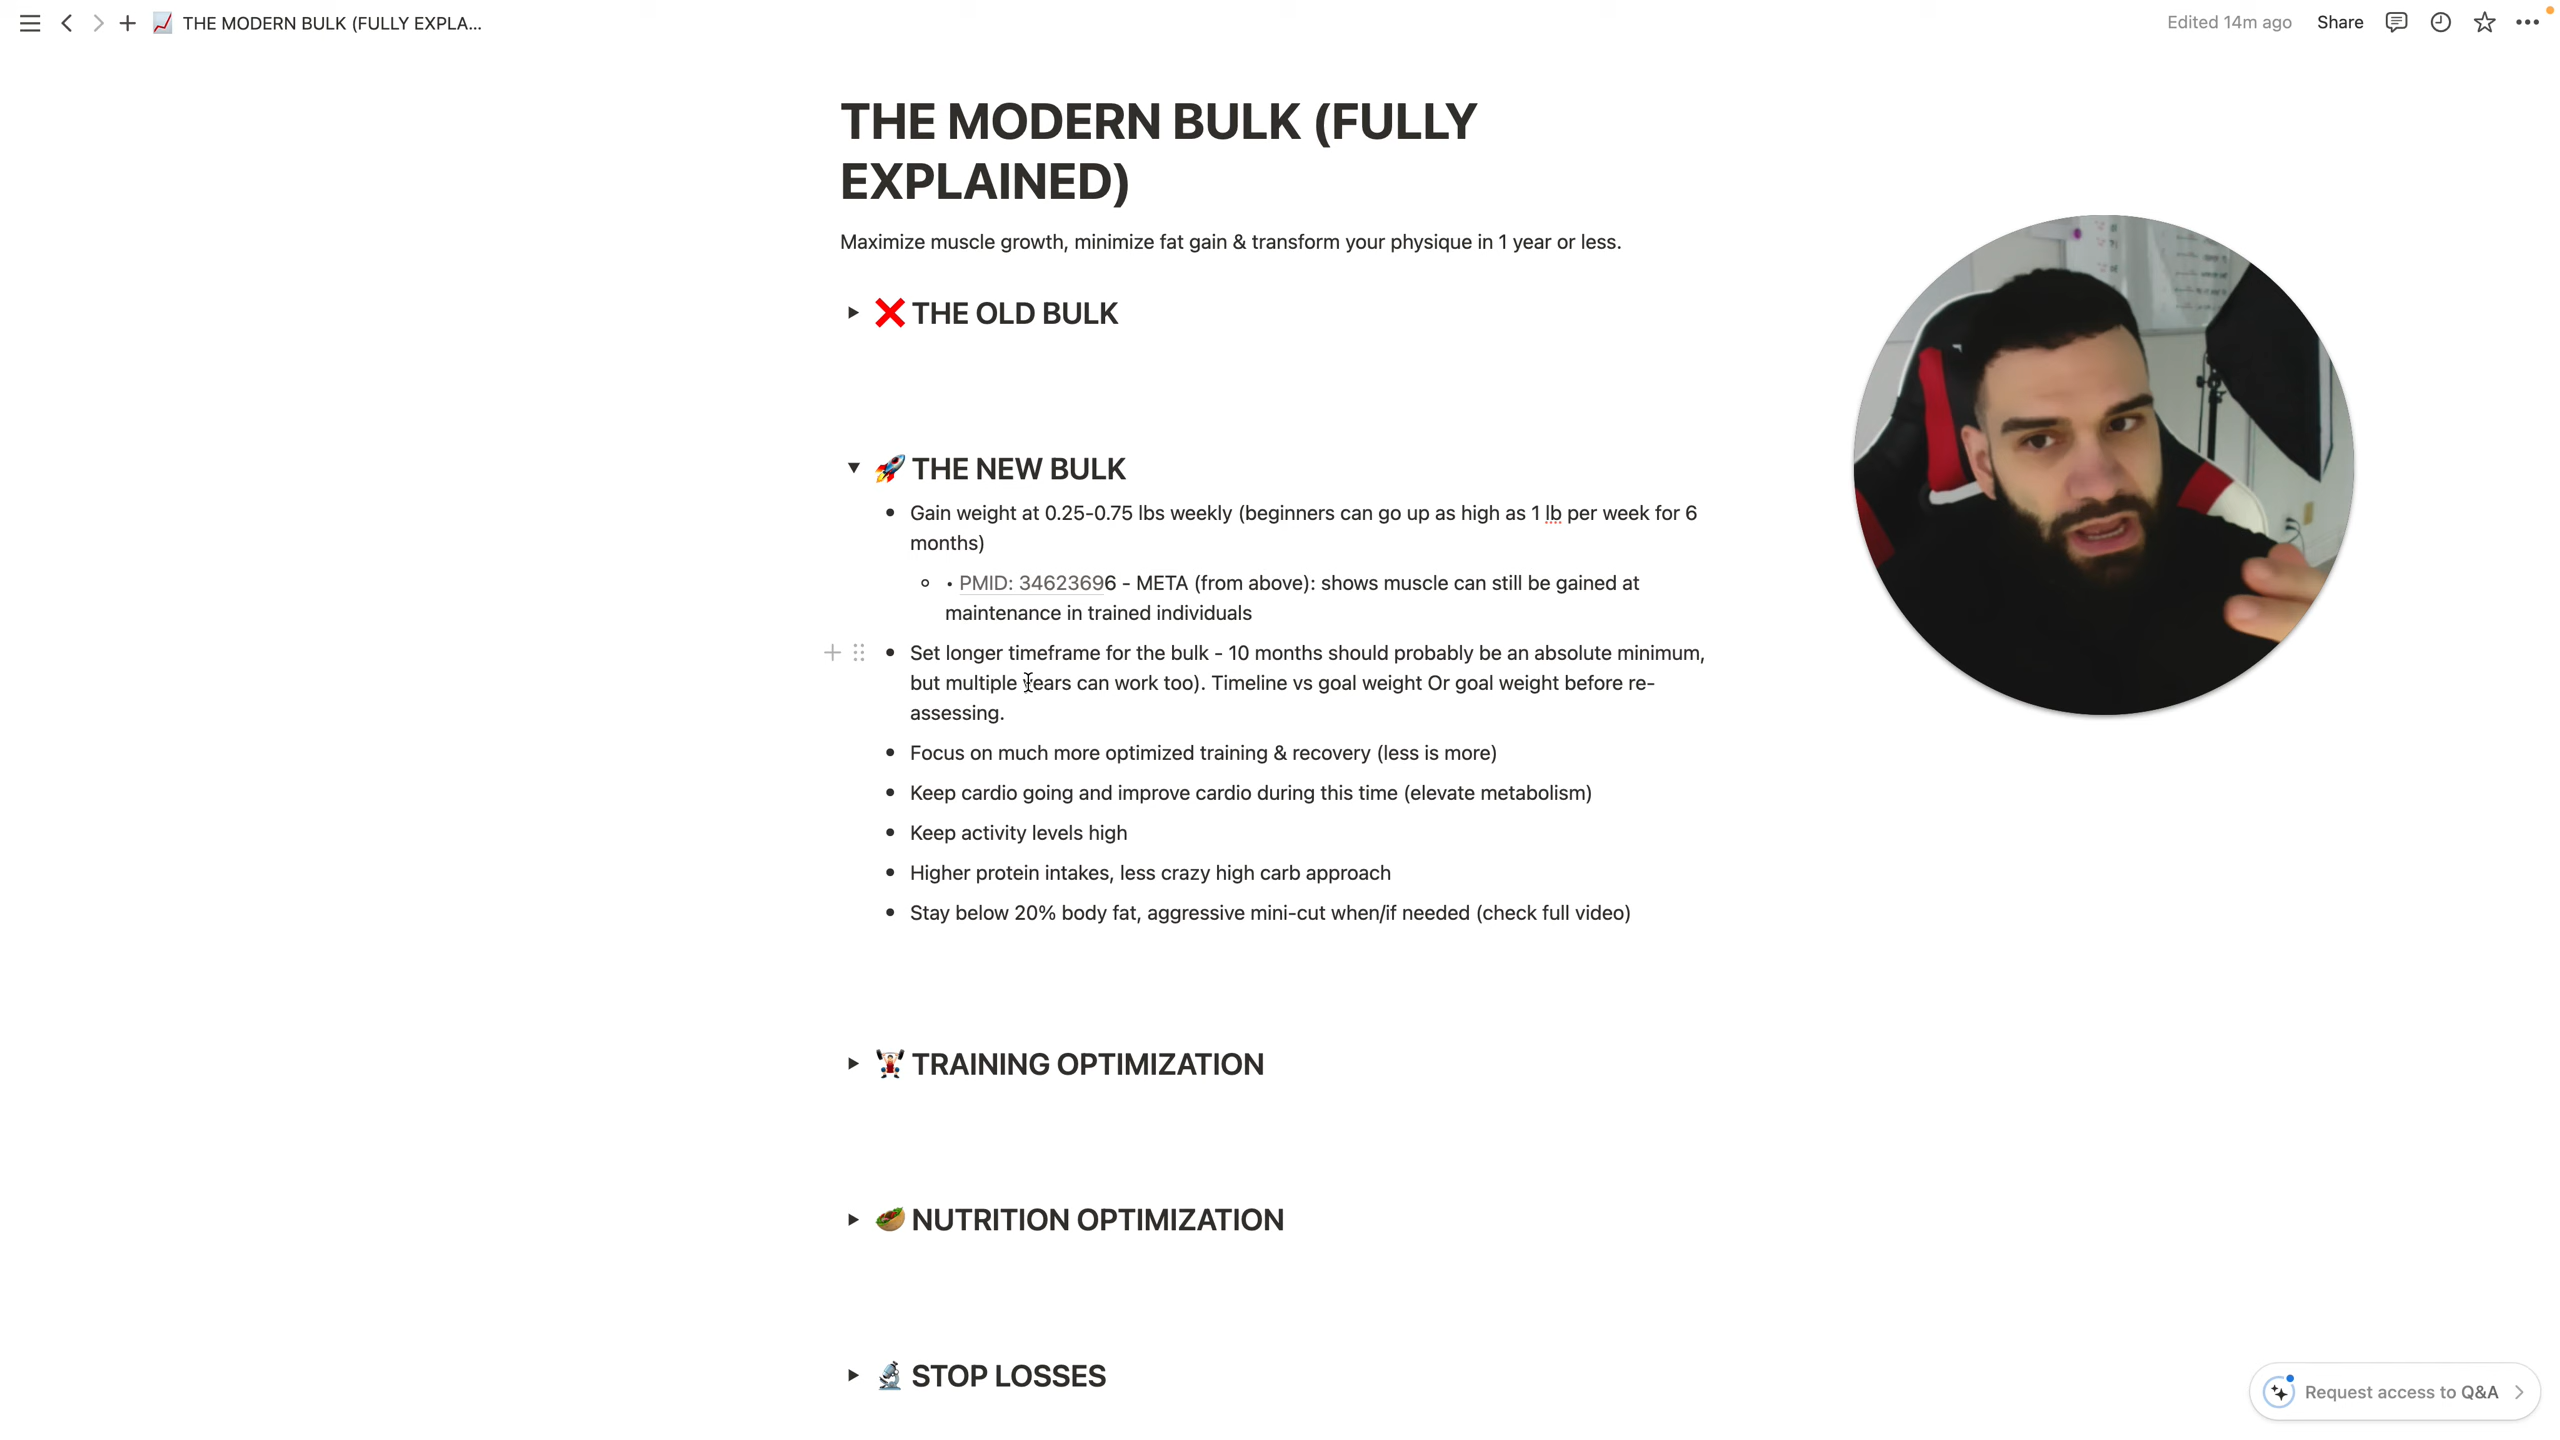 THE MODERN BULK (FULLY EXPLA...
Edited 14m ago
Share
THE MODERN BULK (FULLY
EXPLAINED)
Maximize muscle growth, minimize fat gain & transform your physique in 1 year or less.
❌ THE OLD BULK
🚀 THE NEW BULK
• Gain weight at 0.25-0.75 lbs weekly (beginners can go up as high as 1 lb per week for 6
months)
◦ • PMID: 34623696 - META (from above): shows muscle can still be gained at
maintenance in trained individuals
• Set longer timeframe for the bulk - 10 months should probably be an absolute minimum,
but multiple years can work too). Timeline vs goal weight Or goal weight before re-
assessing.
• Focus on much more optimized training & recovery (less is more)
• Keep cardio going and improve cardio during this time (elevate metabolism)
• Keep activity levels high
• Higher protein intakes, less crazy high carb approach
• Stay below 20% body fat, aggressive mini-cut when/if needed (check full video)
🏋 TRAINING OPTIMIZATION
🥙 NUTRITION OPTIMIZATION
🔬 STOP LOSSES
Request access to Q&A